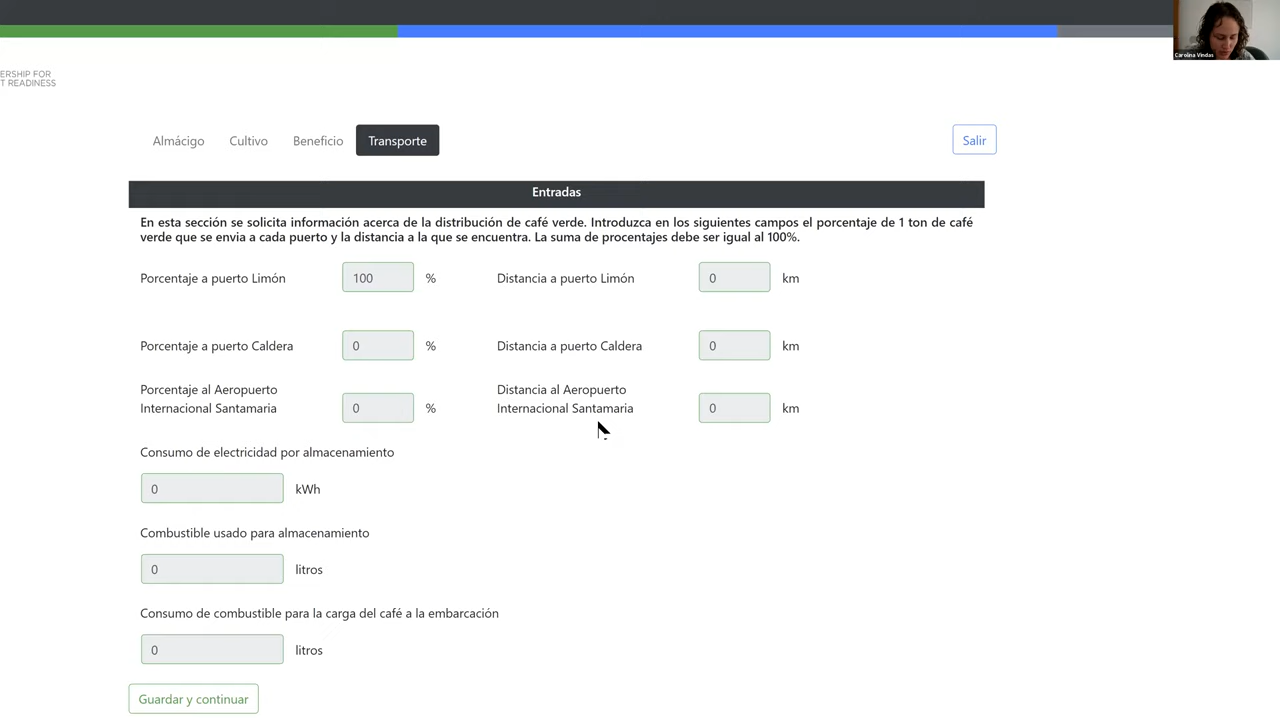 ERSHIP FOR
T READINESS
Carolina Vindas
Almácigo Cultivo Beneficio Transporte Salir
Entradas
En esta sección se solicita información acerca de la distribución de café verde. Introduzca en los siguientes campos el porcentaje de 1 ton de café
verde que se envia a cada puerto y la distancia a la que se encuentra. La suma de procentajes debe ser igual al 100%.
Porcentaje a puerto Limón 100 % Distancia a puerto Limón 0 km
Porcentaje a puerto Caldera 0 % Distancia a puerto Caldera 0 km
Porcentaje al Aeropuerto
Internacional Santamaria 0 %
Distancia al Aeropuerto
Internacional Santamaria 0 km
Consumo de electricidad por almacenamiento
0 kWh
Combustible usado para almacenamiento
0 litros
Consumo de combustible para la carga del café a la embarcación
0 litros
Guardar y continuar